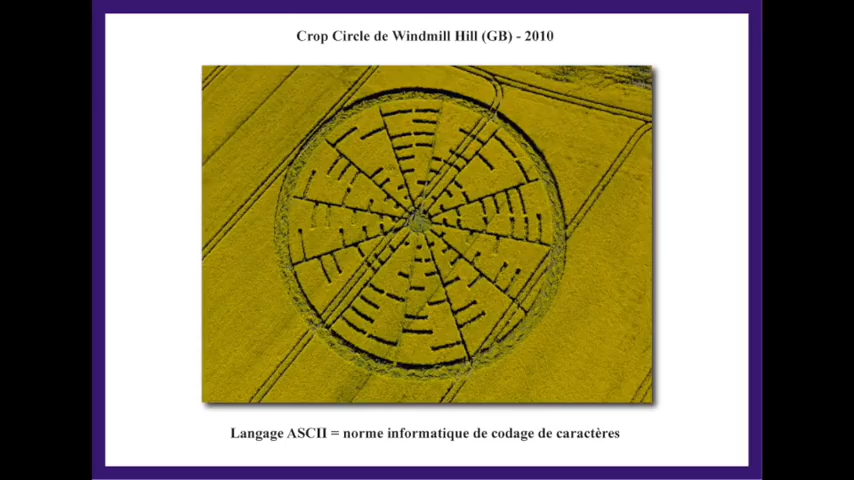 Crop Circle de Windmill Hill (GB) - 2010
Langage ASCII = norme informatique de codage de caractères